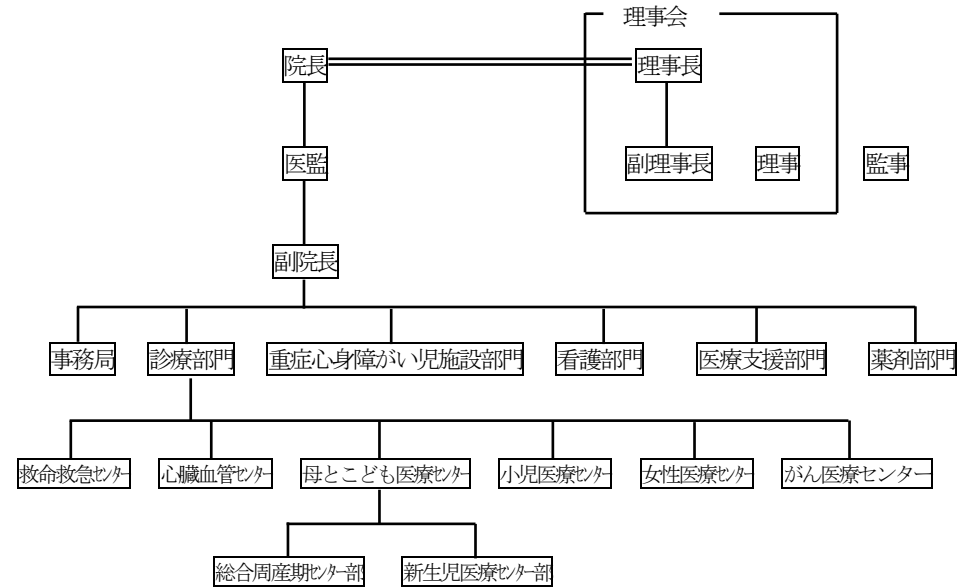 理事会
院長
理事長
医監
副理事長
理事
監事
副院長
事務局
診療部門
重症心身障がい児施設部門
看護部門
医療支援部門
薬剤部門
救命救急ｾﾝﾀｰ
心臓血管ｾﾝﾀｰ
母とこども医療ｾﾝﾀｰ
小児医療ｾﾝﾀｰ
女性医療ｾﾝﾀｰ
がん医療センター
総合周産期ｾﾝﾀｰ部
新生児医療ｾﾝﾀｰ部